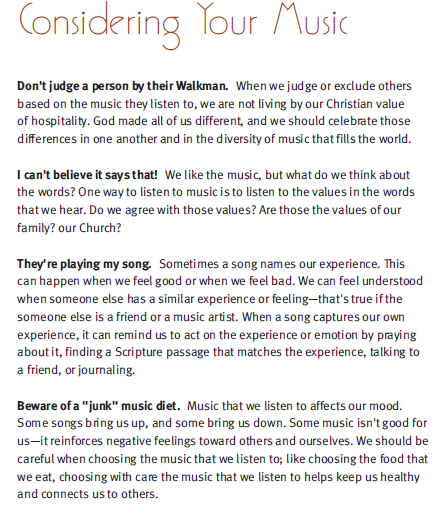 Considering Your Music
Don't judge a person by their Walkman. When we judge or exclude others
based on the music they listen to, we are not living by our Christian value
of hospitality. God made all of us different, and we should celebrate those
differences in one another and in the diversity of music that fills the world.
I can't believe it says that! We like the music, but what do we think about
the words? One way to listen to music is to listen to the values in the words
that we hear. Do we agree with those values? Are those the values of our
family? our Church?
They're playing my song. Sometimes a song names our experience. This
can happen when we feel good or when we feel bad. We can feel understood
when someone else has a similar experience or feeling—that's true if the
someone else is a friend or a music artist. When a song captures our own
experience, it can remind us to act on the experience or emotion by praying
about it, finding a Scripture passage that matches the experience, talking to
a friend, or journaling.
Beware of a "junk" music diet. Music that we listen to affects our mood.
Some songs bring us up, and some bring us down. Some music isn't good for
us—it reinforces negative feelings toward others and ourselves. We should be
careful when choosing the music that we listen to; like choosing the food that
we eat, choosing with care the music that we listen to helps keep us healthy
and connects us to others.